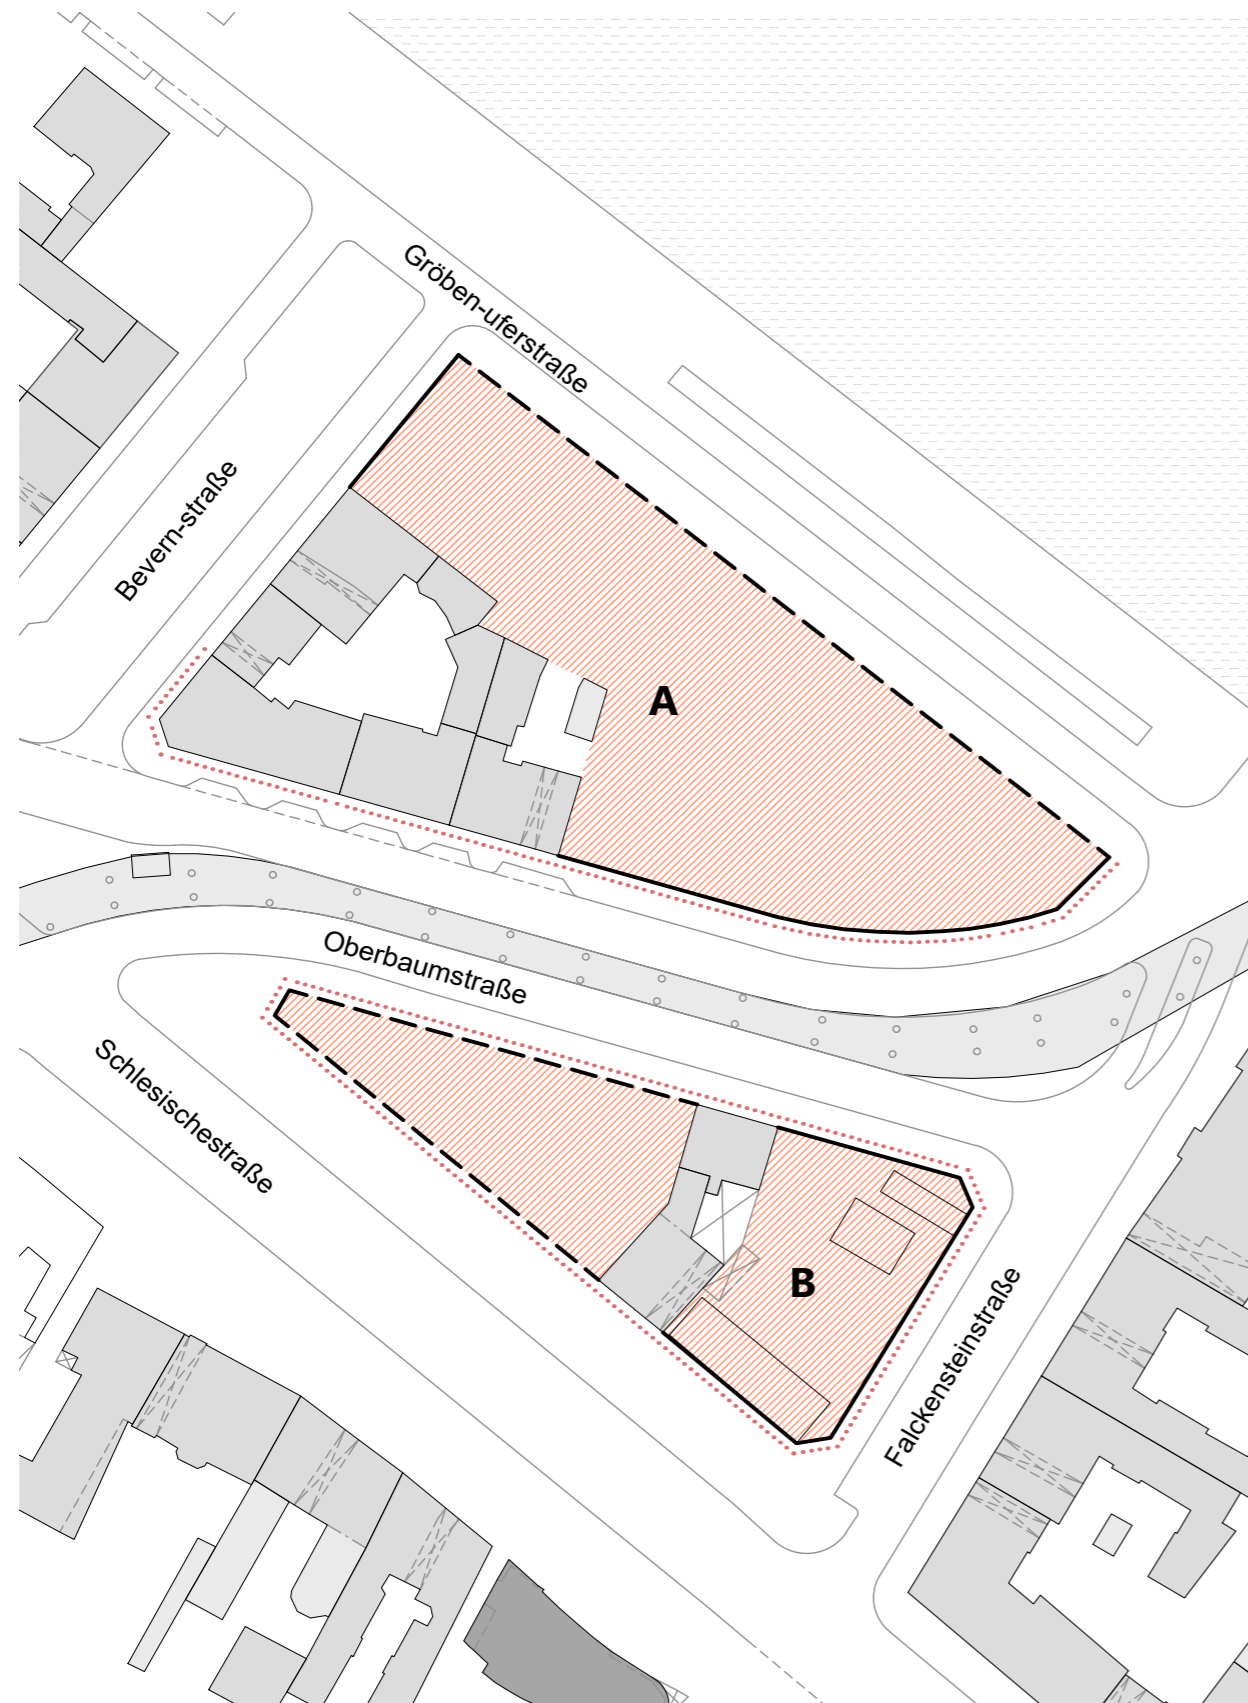 Gröben-uferstraße
Bevern-straße
A
Oberbaumstraße
Schlesischestraße
B
Falckensteinstraße